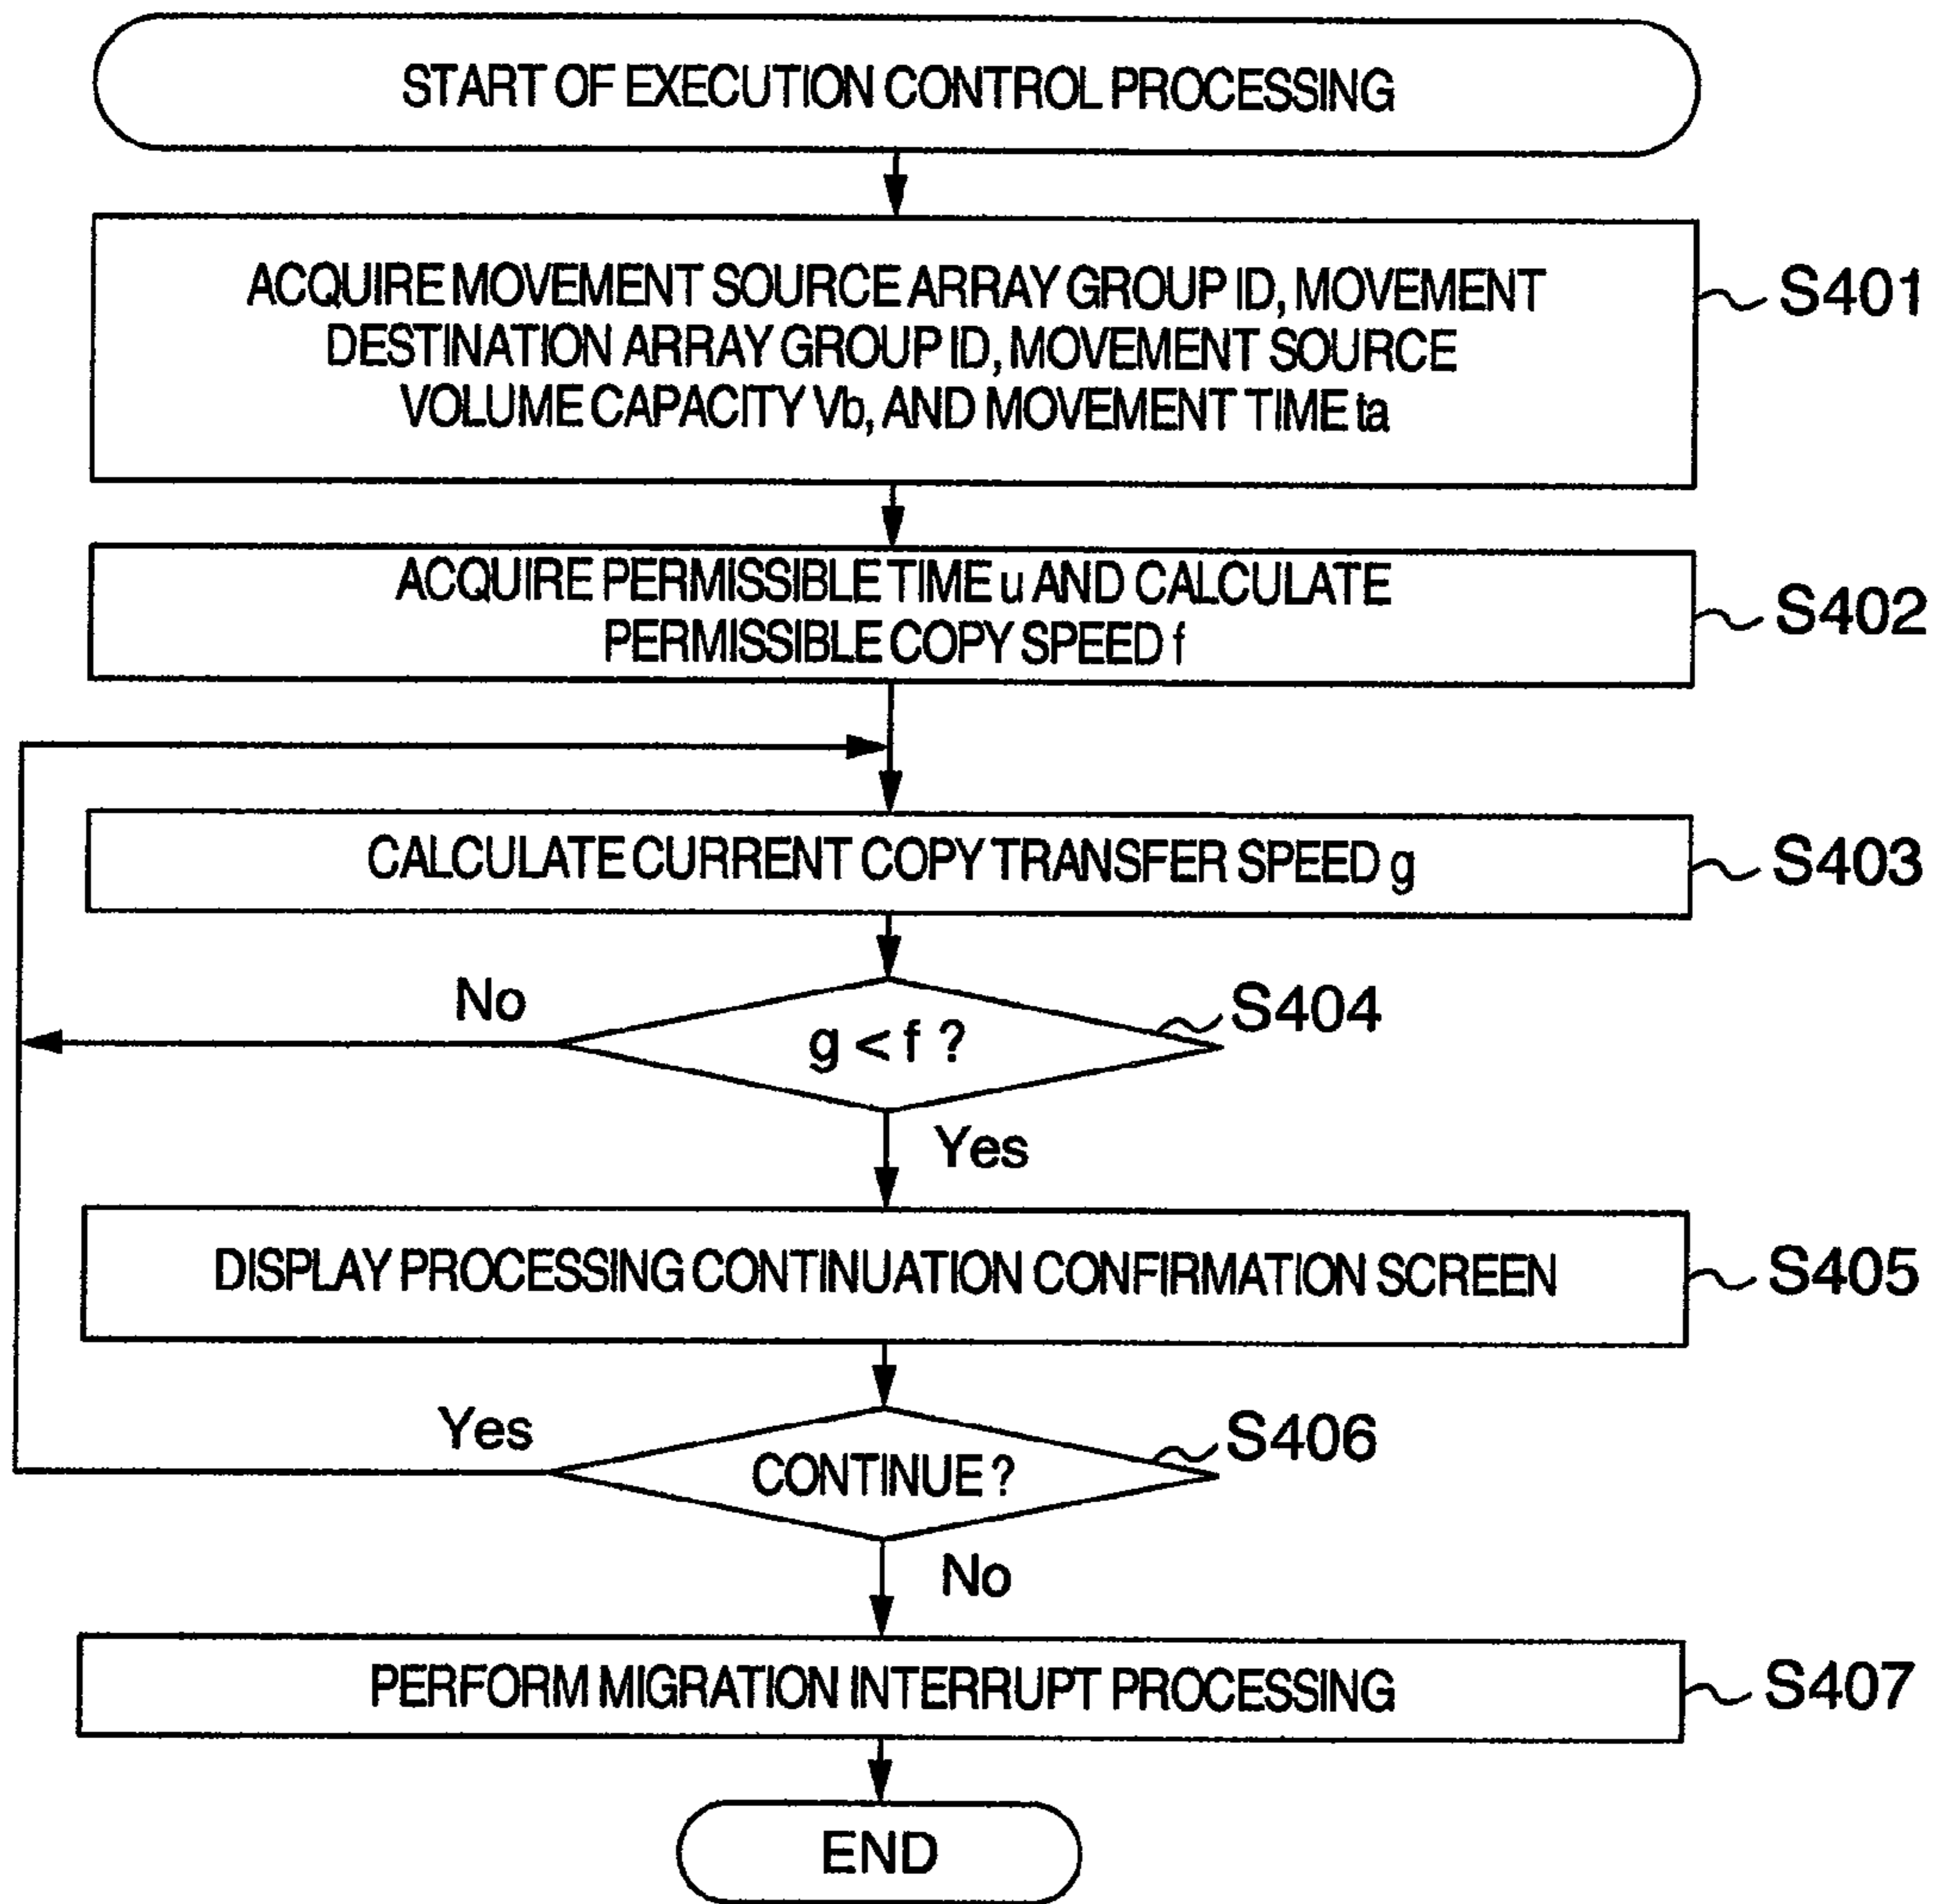 START OF EXECUTION CONTROL PROCESSING
ACQUIRE MOVEMENT SOURCE ARRAY GROUP ID, MOVEMENT
DESTINATION ARRAY GROUP ID, MOVEMENT SOURCE
VOLUME CAPACITY Vb, AND MOVEMENT TIME ta
S401
ACQUIRE PERMISSIBLE TIME u AND CALCULATE
PERMISSIBLE COPY SPEED f
S402
CALCULATE CURRENT COPY TRANSFER SPEED g
S403
No
g < f ?
S404
Yes
DISPLAY PROCESSING CONTINUATION CONFIRMATION SCREEN
S405
Yes
CONTINUE ?
S406
No
PERFORM MIGRATION INTERRUPT PROCESSING
S407
END